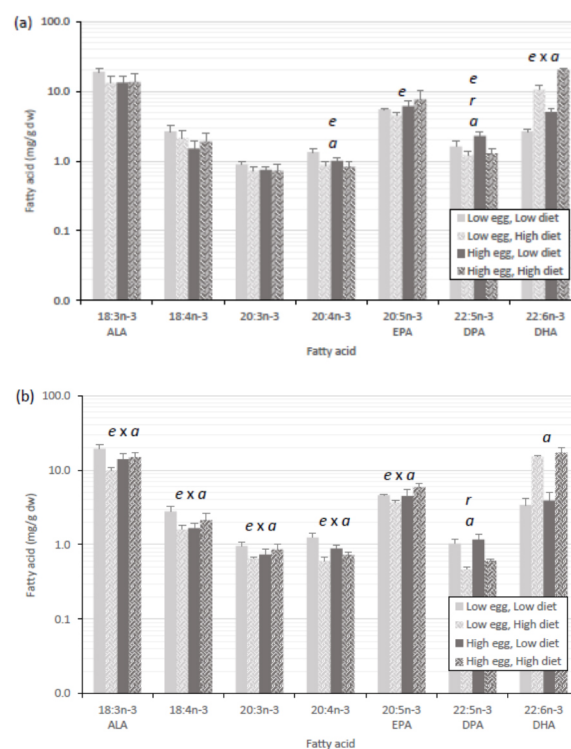 (a)
Fatty acid (mg/g dw)
100.0
10.0
1.0
0.1
0.0
e
a
e
e
r
a
e x a
Low egg, Low diet
Low egg, High diet
High egg, Low diet
High egg, High diet
18:3n-3 18:4n-3 20:3n-3 20:4n-3 20:5n-3 22:5n-3 22:6n-3
ALA EPA DPA DHA
Fatty acid
(b)
Fatty acid (mg/g dw)
100.0
10.0
1.0
0.1
0.0
e x a
e x a
e x a
e x a
e x a
r
a
a
Low egg, Low diet
Low egg, High diet
High egg, Low diet
High egg, High diet
18:3n-3 18:4n-3 20:3n-3 20:4n-3 20:5n-3 22:5n-3 22:6n-3
ALA EPA DPA DHA
Fatty acid